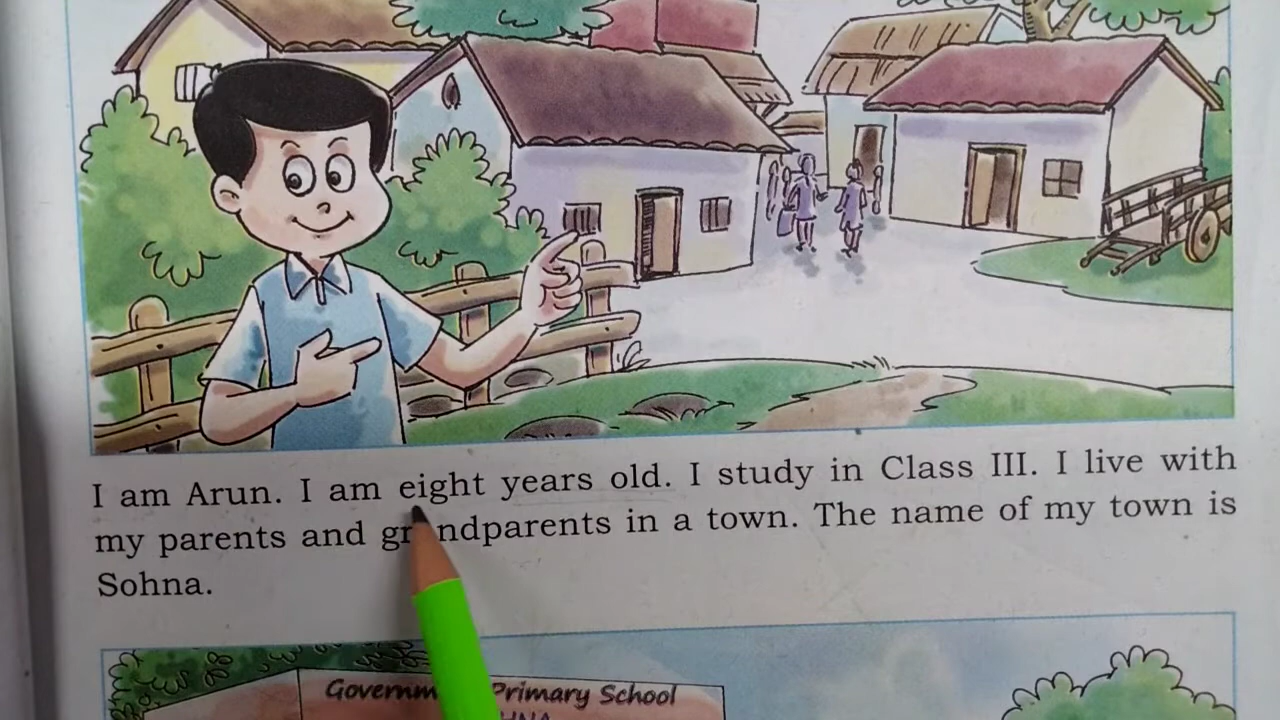 I am Arun. I am eight years old. I study in Class III. I live with
my parents and grandparents in a town. The name of my town is
Sohna.
Primary School